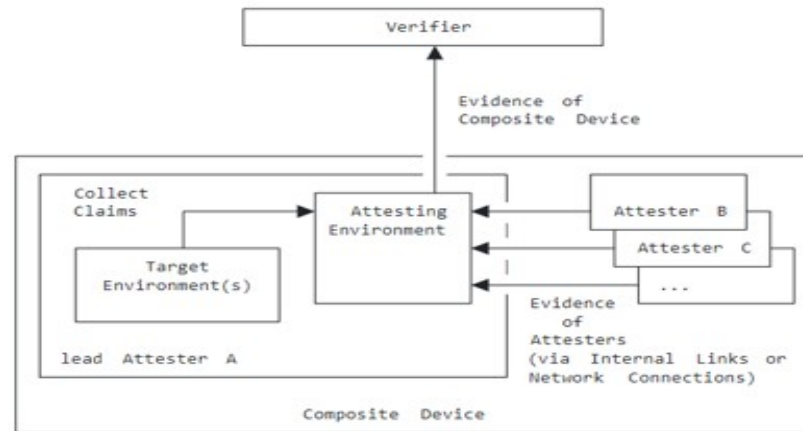 Verifier
Evidence of
Composite Device
Collect
Claims
Attesting
Environment
Attester B
Attester C
...
Target
Environment(s)
Evidence
of
Attesters
(via Internal Links or
Network Connections)
lead Attester A
Composite Device